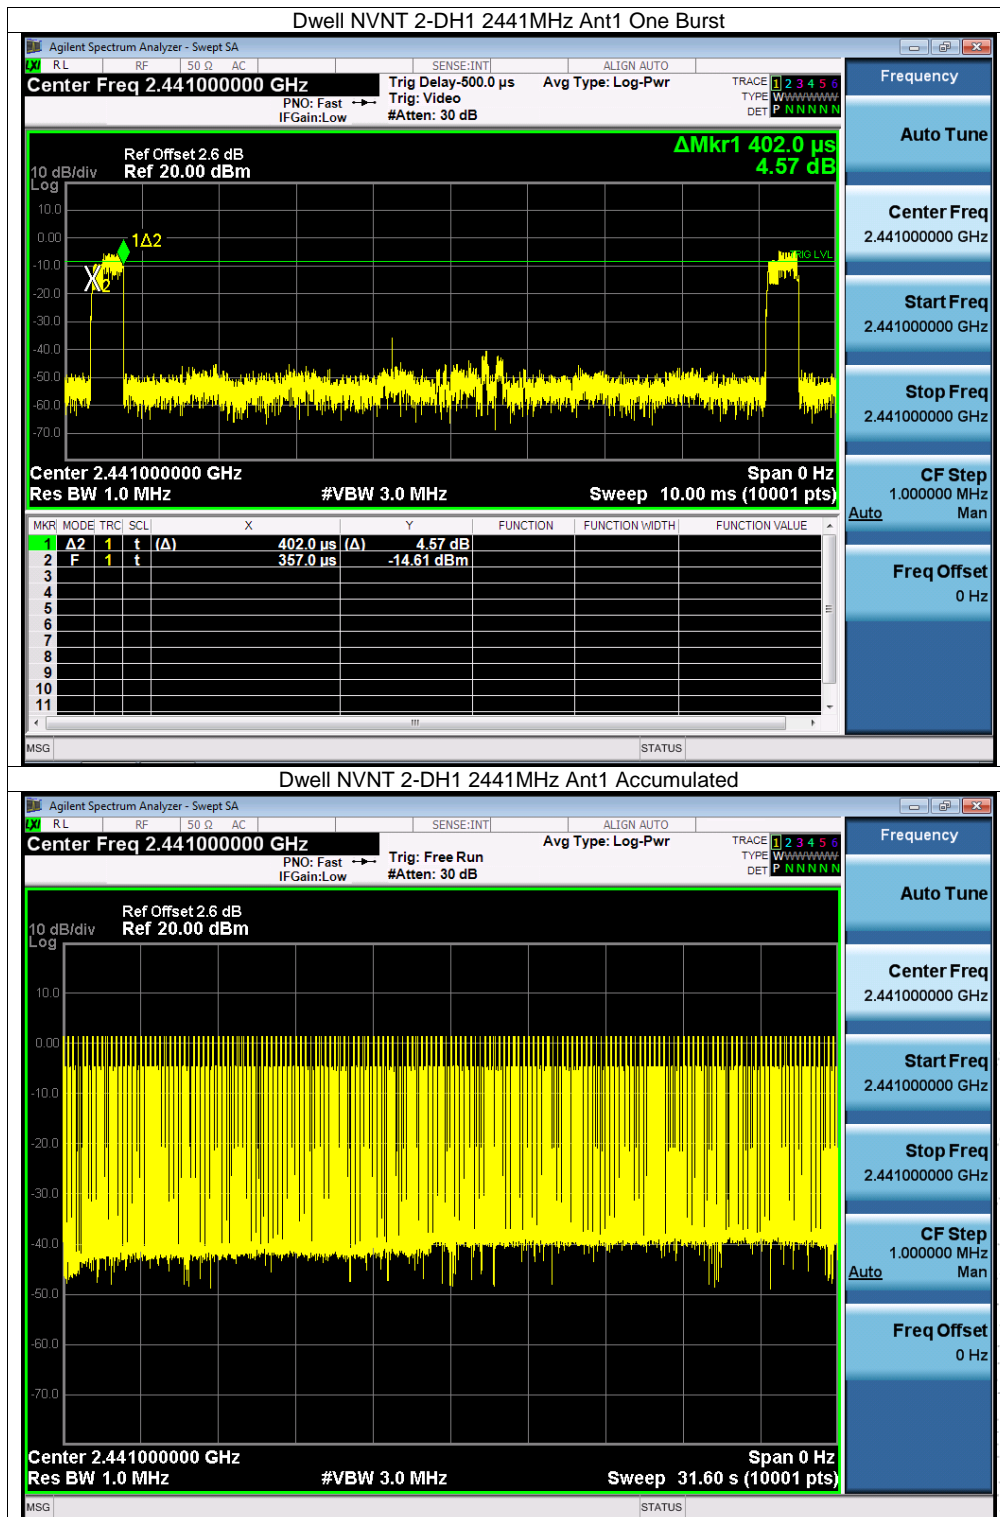 Dwell NVNT 2-DH1 2441MHz Ant1 One Burst
Agilent Spectrum Analyzer - Swept SA
LXI RL RF 50 Ω AC SENSE:INT ALIGN AUTO
Center Freq 2.441000000 GHz
PNO: Fast
IFGain:Low
Trig Delay-500.0 µs
Trig: Video
#Atten: 30 dB
Avg Type: Log-Pwr
TRACE 1 2 3 4 5 6
TYPE WWWWWW
DET P N N N N N
Frequency
Auto Tune
Center Freq
2.441000000 GHz
Start Freq
2.441000000 GHz
Stop Freq
2.441000000 GHz
CF Step
1.000000 MHz
Auto Man
Freq Offset
0 Hz
ΔMkr1 402.0 µs
4.57 dB
Ref Offset 2.6 dB
10 dB/div Ref 20.00 dBm
Log
10.0
0.00
-10.0
-20.0
-30.0
-40.0
-50.0
-60.0
-70.0
1Δ2
2
TRIG LVL
Center 2.441000000 GHz Span 0 Hz
Res BW 1.0 MHz #VBW 3.0 MHz Sweep 10.00 ms (10001 pts)
MKR MODE TRC SCL X Y FUNCTION FUNCTION WIDTH FUNCTION VALUE
1 Δ2 1 t (Δ) 402.0 µs (Δ) 4.57 dB
2 F 1 t 357.0 µs -14.61 dBm
3
4
5
6
7
8
9
10
11
MSG STATUS
Dwell NVNT 2-DH1 2441MHz Ant1 Accumulated
Agilent Spectrum Analyzer - Swept SA
LXI RL RF 50 Ω AC SENSE:INT ALIGN AUTO
Center Freq 2.441000000 GHz
PNO: Fast
IFGain:Low
Trig: Free Run
#Atten: 30 dB
Avg Type: Log-Pwr
TRACE 1 2 3 4 5 6
TYPE WWWWWW
DET P N N N N N
Frequency
Auto Tune
Center Freq
2.441000000 GHz
Start Freq
2.441000000 GHz
Stop Freq
2.441000000 GHz
CF Step
1.000000 MHz
Auto Man
Freq Offset
0 Hz
Ref Offset 2.6 dB
10 dB/div Ref 20.00 dBm
Log
10.0
0.00
-10.0
-20.0
-30.0
-40.0
-50.0
-60.0
-70.0
Center 2.441000000 GHz Span 0 Hz
Res BW 1.0 MHz #VBW 3.0 MHz Sweep 31.60 s (10001 pts)
MSG STATUS